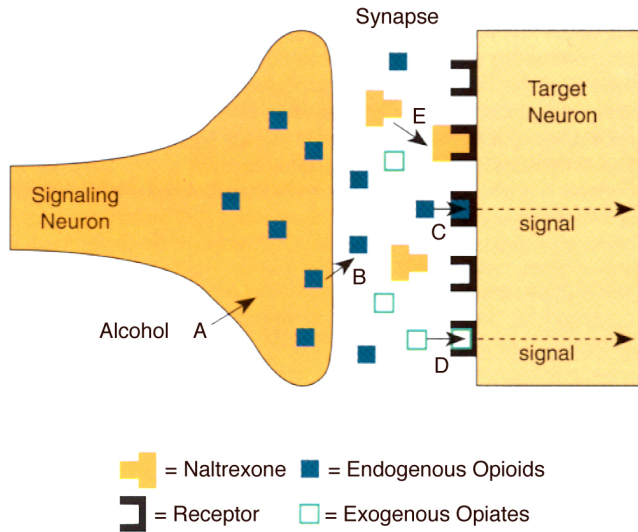 Synapse
Target
Neuron
E
Signaling
Neuron
C
signal
B
Alcohol A
D
signal
= Naltrexone = Endogenous Opioids
= Receptor = Exogenous Opiates